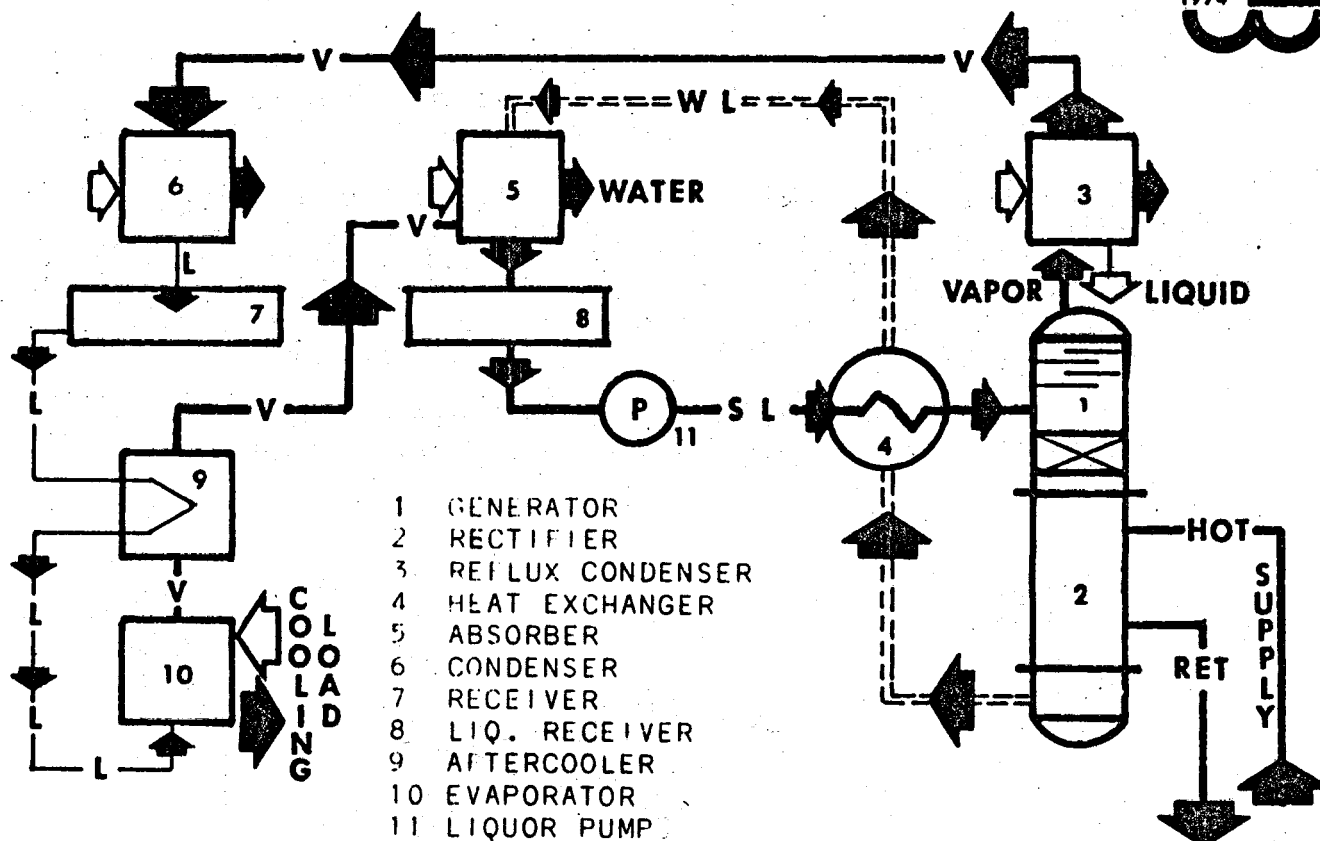 1974
V
V
W L
6
5
WATER
3
V
L
VAPOR
LIQUID
7
8
L
V
P
11
S L
4
1
9
HOT
V
L
COOLING
LOAD
10
2
SUPPLY
RET
L
L
1 GENERATOR
2 RECTIFIER
3 REFLUX CONDENSER
4 HEAT EXCHANGER
5 ABSORBER
6 CONDENSER
7 RECEIVER
8 LIQ. RECEIVER
9 AFTERCOOLER
10 EVAPORATOR
11 LIQUOR PUMP